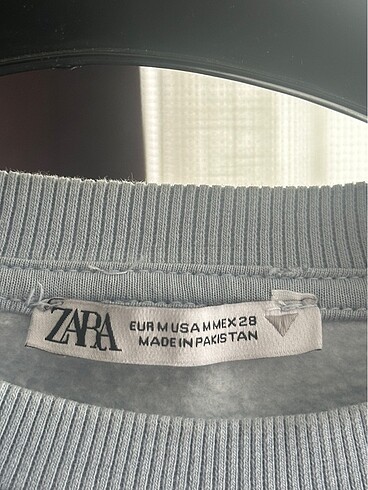 ZARA
EUR M USA M MEX 28
MADE IN PAKISTAN